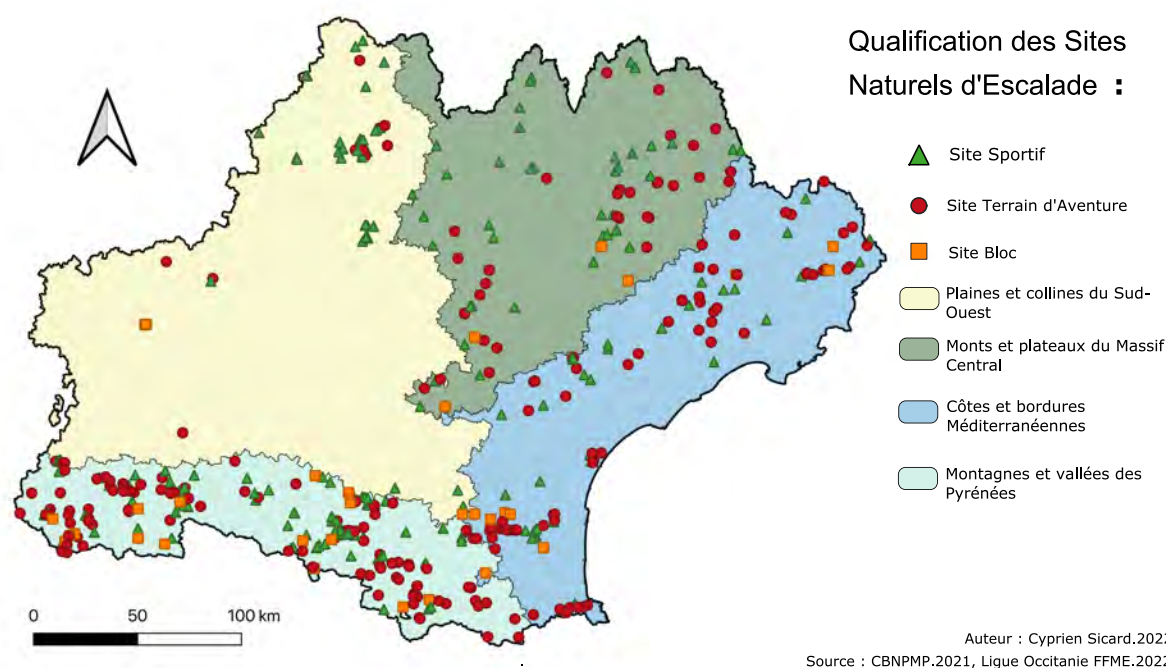 Qualification des Sites
Naturels d'Escalade :
Site Sportif
Site Terrain d'Aventure
Site Bloc
Plaines et collines du Sud-
Ouest
Monts et plateaux du Massif
Central
Côtes et bordures
Méditerranéennes
Montagnes et vallées des
Pyrénées
0 50 100 km
Auteur : Cyprien Sicard.2022
Source : CBNPMP.2021, Ligue Occitanie FFME.2022